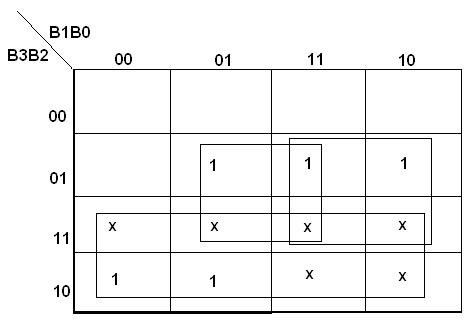 B1B0
B3B2
00 01 11 10
00
01 1 1 1
11 x x x x
10 1 1 x x